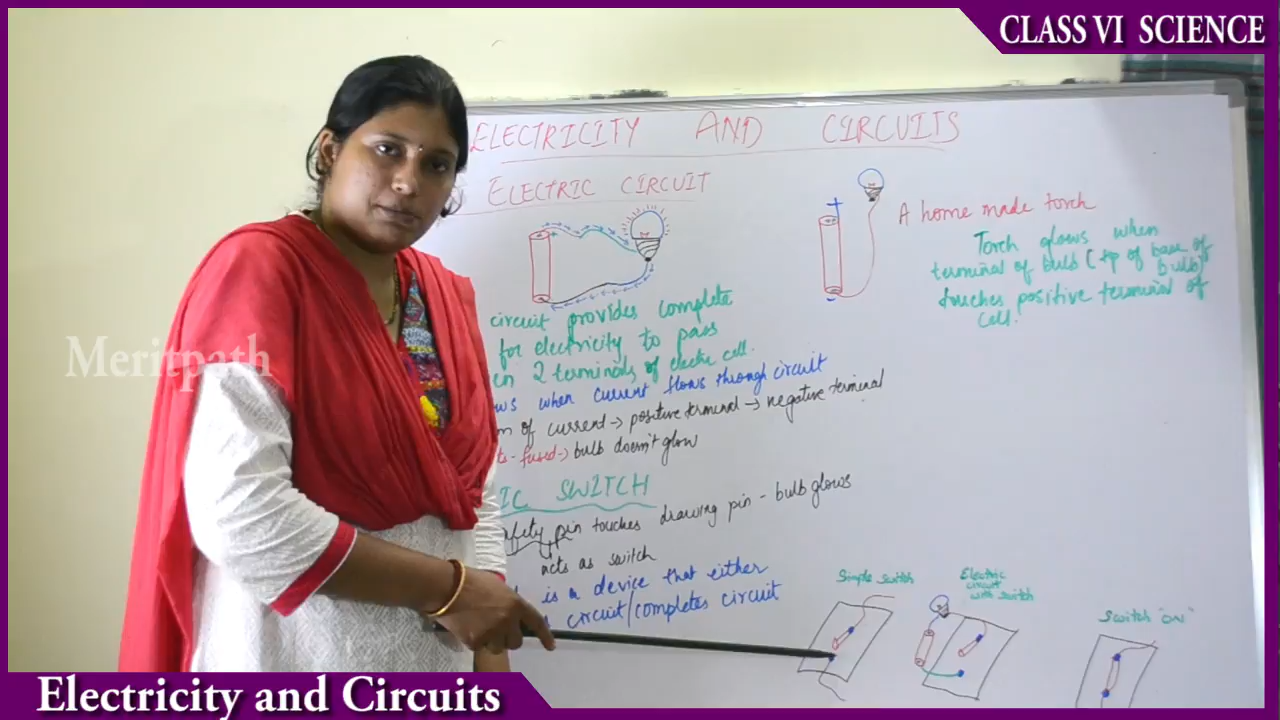 CLASS VI SCIENCE
ELECTRICITY AND CIRCUITS
ELECTRIC CIRCUIT
circuit provides complete
for electricity to pass
2 terminals of electric cell.
when current flows through circuit
of current → positive terminal → negative terminal
fused → bulb doesn't glow
+
-
A home made torch
Torch glows when
terminal of bulb (tip of base of
bulb)
touches positive terminal of
cell.
SWITCH
pin touches drawing pin - bulb glows
acts as switch
is a device that either
circuit/completes circuit
Simple switch
Electric
circuit
with switch
Switch "ON"
Meritpath
Electricity and Circuits